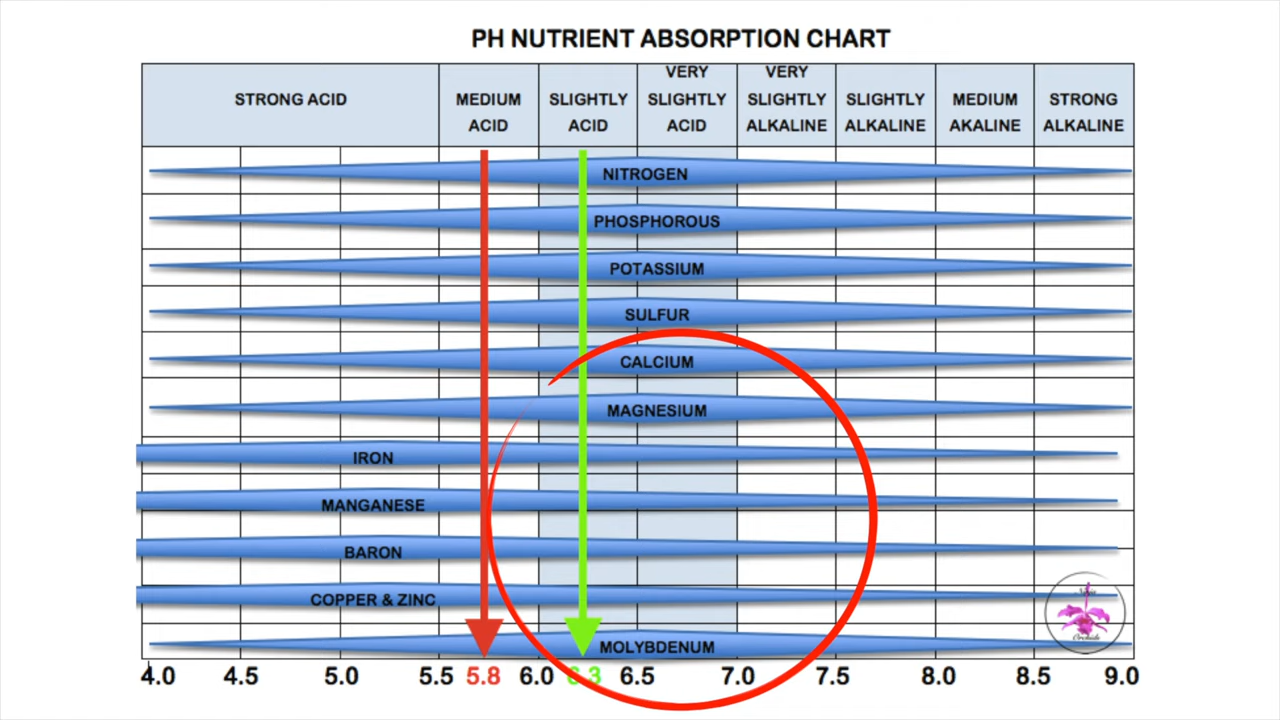 PH NUTRIENT ABSORPTION CHART
STRONG ACID
MEDIUM
ACID
SLIGHTLY
ACID
VERY
SLIGHTLY
ACID
VERY
SLIGHTLY
ALKALINE
SLIGHTLY
ALKALINE
MEDIUM
AKALINE
STRONG
ALKALINE
NITROGEN
PHOSPHOROUS
POTASSIUM
SULFUR
CALCIUM
MAGNESIUM
IRON
MANGANESE
BARON
COPPER & ZINC
MOLYBDENUM
4.0 4.5 5.0 5.5 5.8 6.0 6.3 6.5 7.0 7.5 8.0 8.5 9.0
Orchids